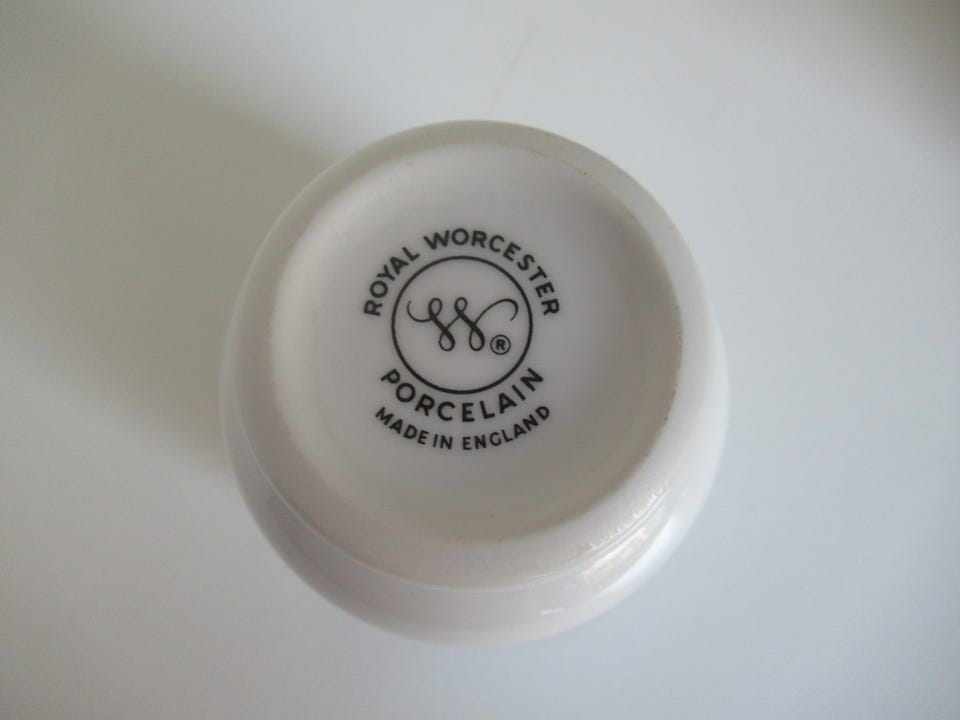 ROYAL WORCESTER
W®
PORCELAIN
MADE IN ENGLAND